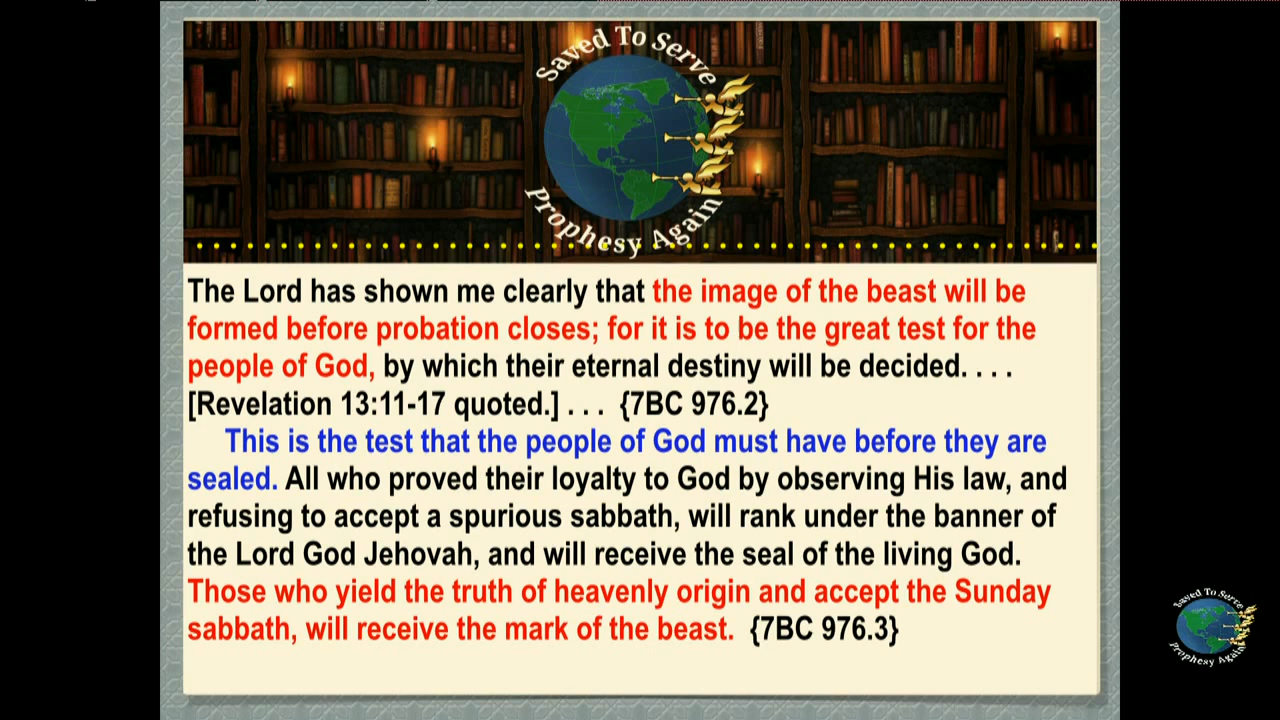 Saved To Serve
Prophesy Again
The Lord has shown me clearly that the image of the beast will be
formed before probation closes; for it is to be the great test for the
people of God, by which their eternal destiny will be decided. . . .
[Revelation 13:11-17 quoted.] . . . {7BC 976.2}
This is the test that the people of God must have before they are
sealed. All who proved their loyalty to God by observing His law, and
refusing to accept a spurious sabbath, will rank under the banner of
the Lord God Jehovah, and will receive the seal of the living God.
Those who yield the truth of heavenly origin and accept the Sunday
sabbath, will receive the mark of the beast. {7BC 976.3}
Saved To Serve
Prophesy Again